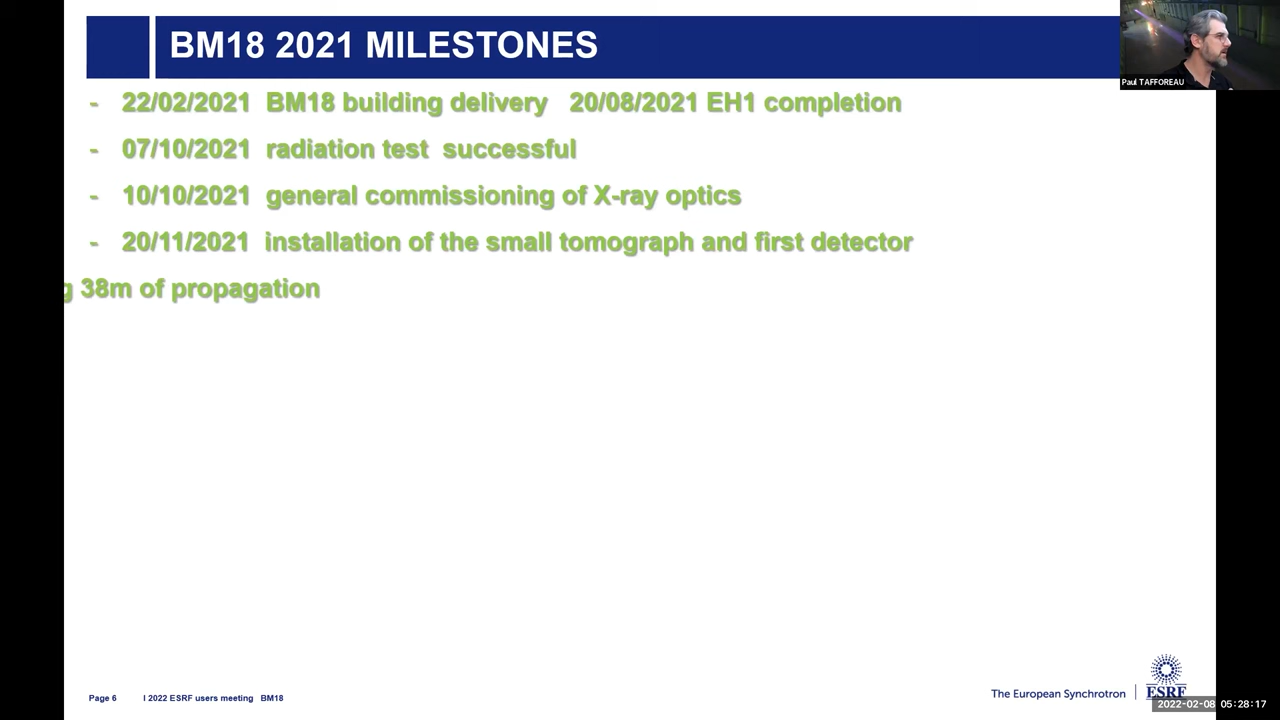 BM18 2021 MILESTONES
Paul TAFFOREAU
- 22/02/2021 BM18 building delivery 20/08/2021 EH1 completion
- 07/10/2021 radiation test successful
- 10/10/2021 general commissioning of X-ray optics
- 20/11/2021 installation of the small tomograph and first detector
g 38m of propagation
Page 6 I 2022 ESRF users meeting BM18
The European Synchrotron
ESRF
2022-02-08 05:28:17